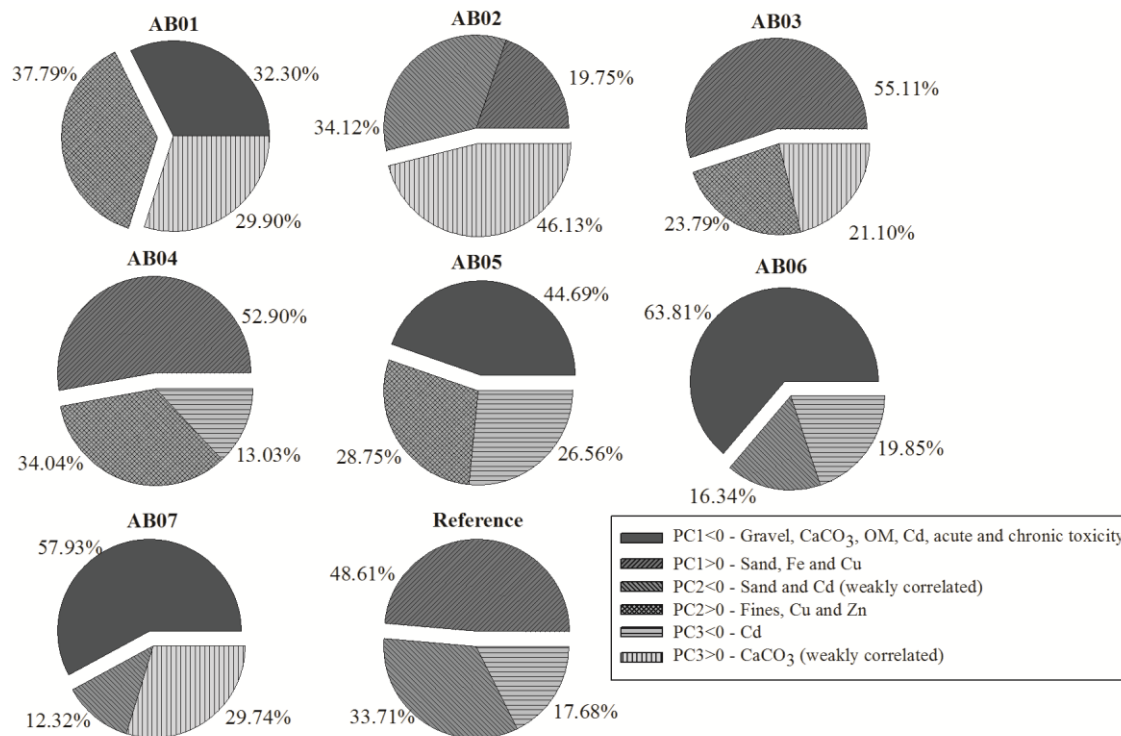 AB01
37.79%
32.30%
29.90%
AB02
19.75%
34.12%
46.13%
AB03
55.11%
23.79%
21.10%
AB04
52.90%
34.04%
13.03%
AB05
44.69%
28.75%
26.56%
AB06
63.81%
19.85%
16.34%
AB07
57.93%
12.32%
29.74%
Reference
48.61%
33.71%
17.68%
PC1<0 - Gravel, CaCO3, OM, Cd, acute and chronic toxicity
PC1>0 - Sand, Fe and Cu
PC2<0 - Sand and Cd (weakly correlated)
PC2>0 - Fines, Cu and Zn
PC3<0 - Cd
PC3>0 - CaCO3 (weakly correlated)